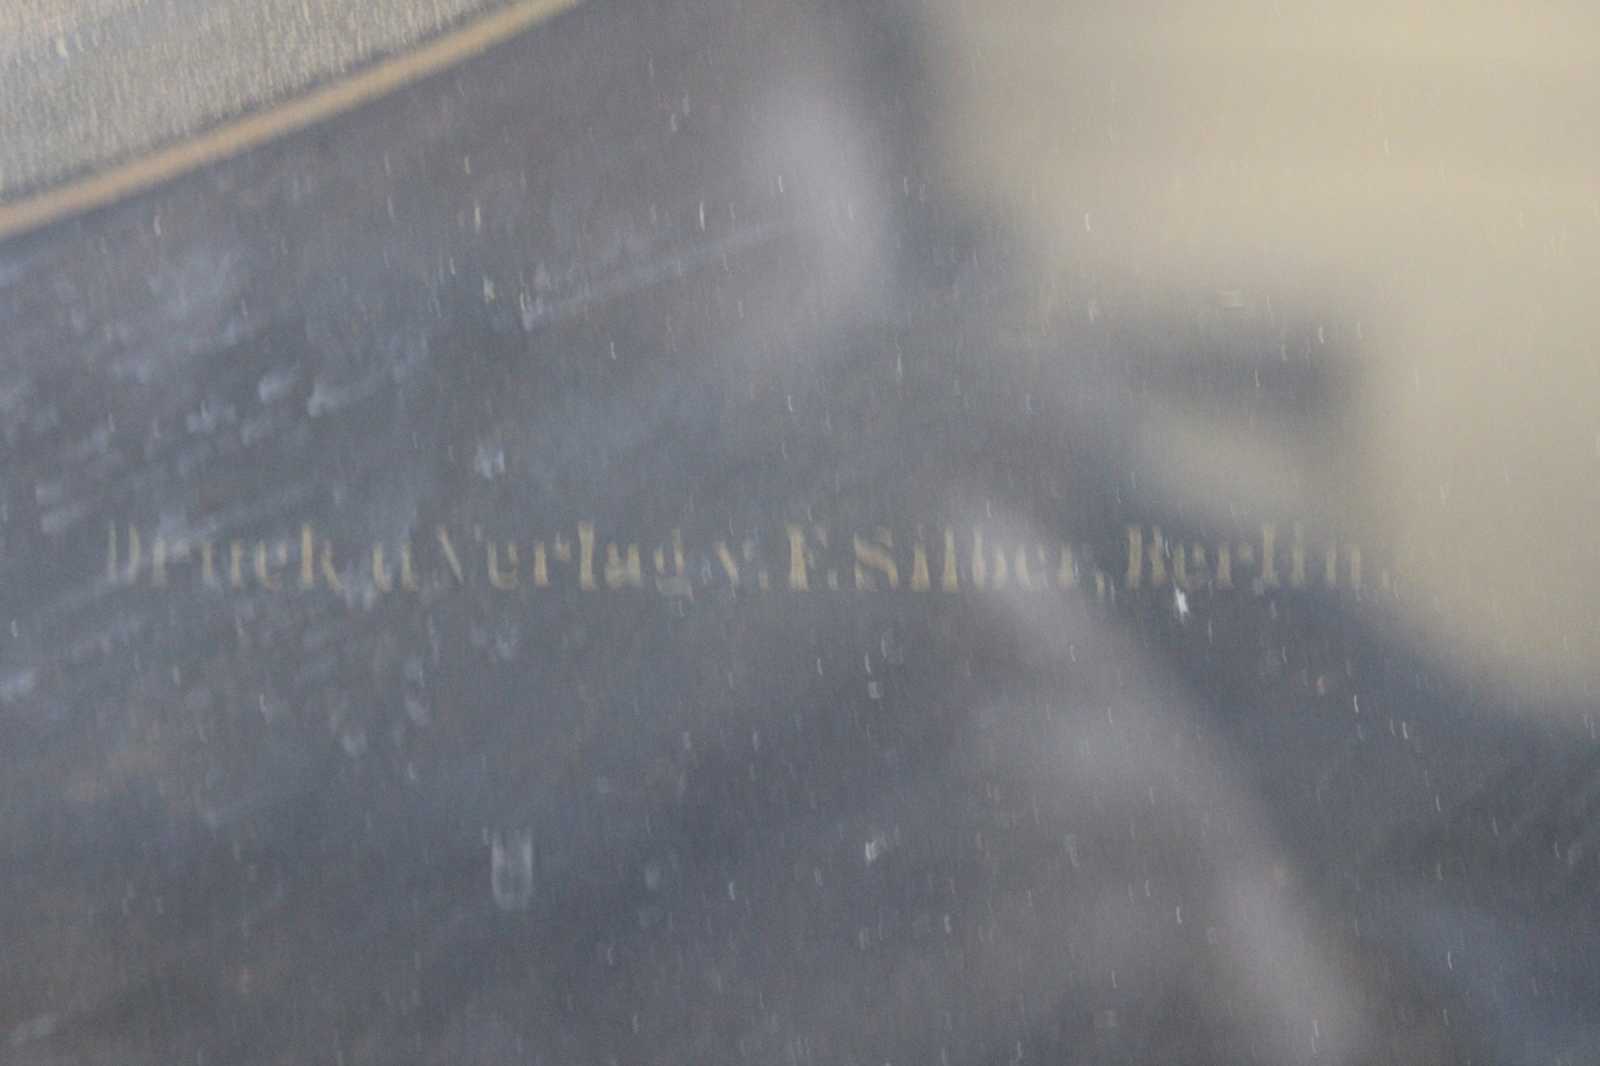 Druck u Verlag v. F. Silber, Berlin.